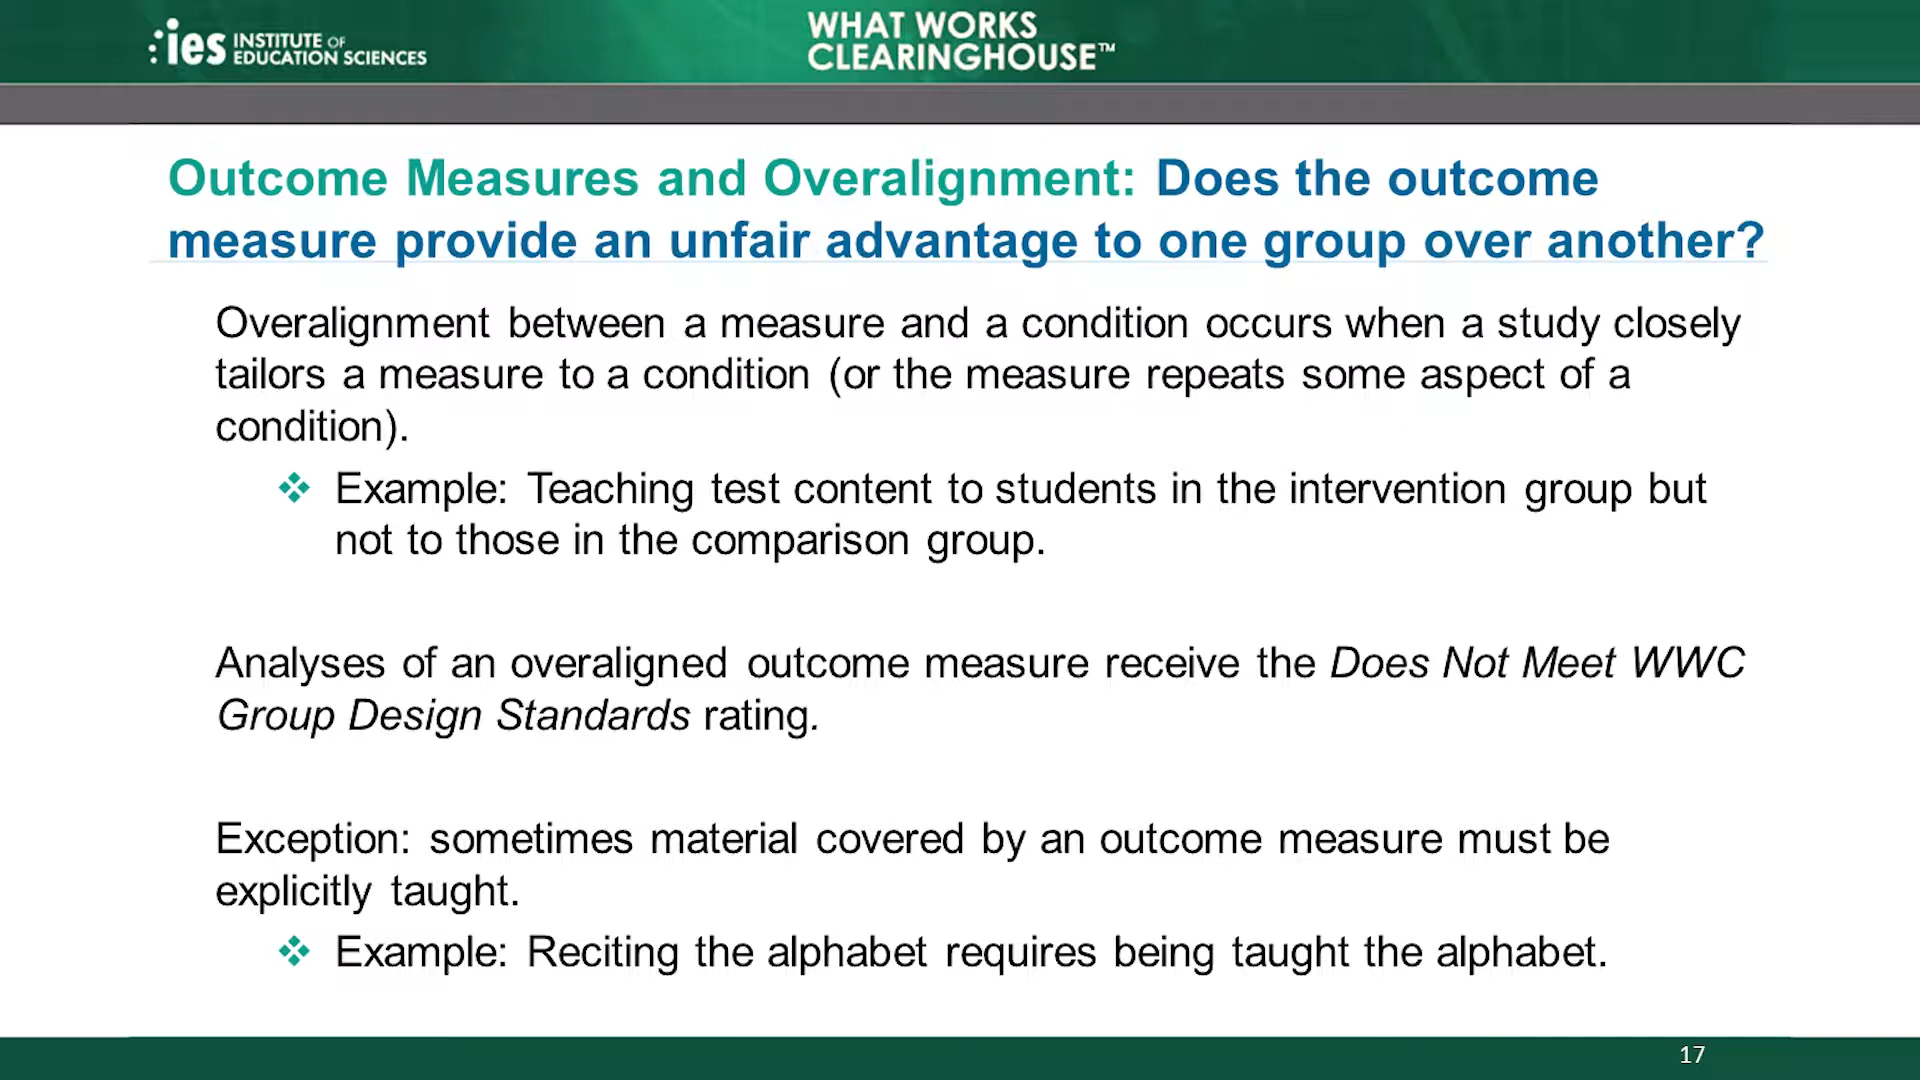 ies INSTITUTE OF
EDUCATION SCIENCES
WHAT WORKS
CLEARINGHOUSE™
Outcome Measures and Overalignment: Does the outcome
measure provide an unfair advantage to one group over another?
Overalignment between a measure and a condition occurs when a study closely
tailors a measure to a condition (or the measure repeats some aspect of a
condition).
❖ Example: Teaching test content to students in the intervention group but
not to those in the comparison group.
Analyses of an overaligned outcome measure receive the Does Not Meet WWC
Group Design Standards rating.
Exception: sometimes material covered by an outcome measure must be
explicitly taught.
❖ Example: Reciting the alphabet requires being taught the alphabet.
17